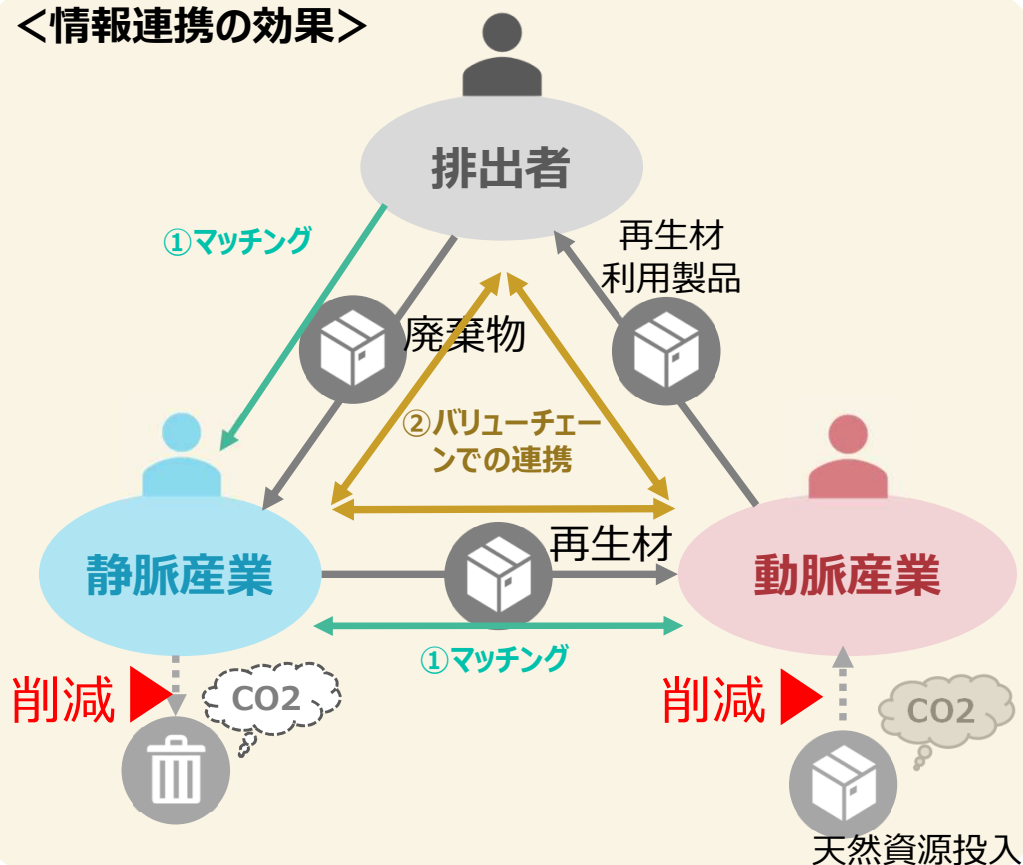 ＜情報連携の効果＞
排出者
①マッチング
再生材
利用製品
廃棄物
②バリューチェー
ンでの連携
再生材
静脈産業
動脈産業
①マッチング
削減
CO2
削減
CO2
天然資源投入